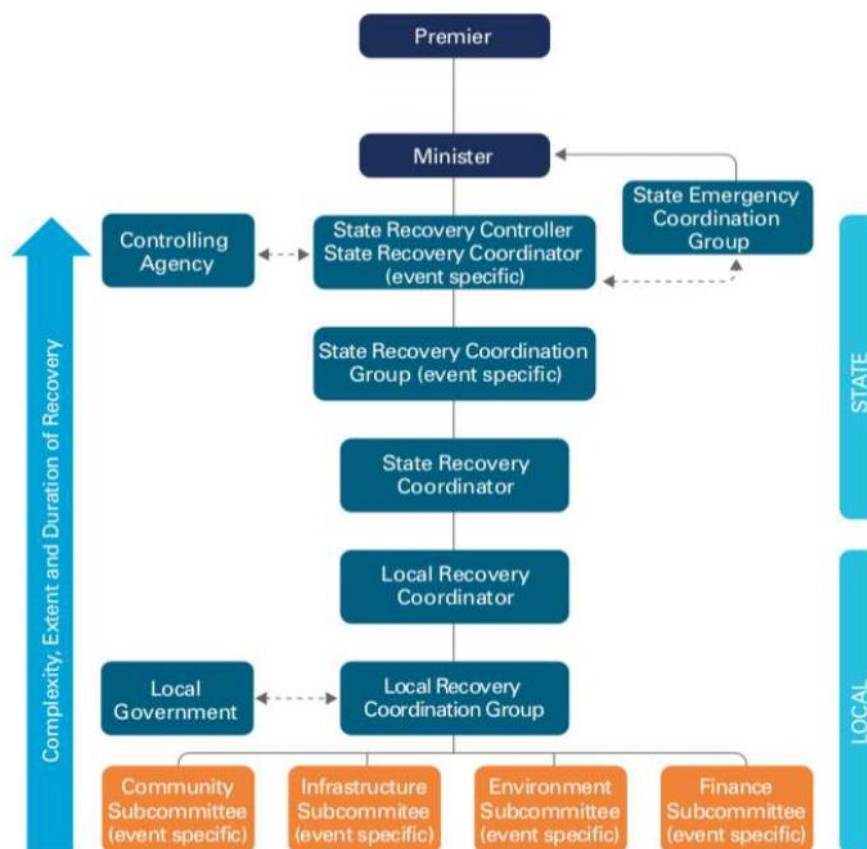 Premier
Minister
State Emergency
Coordination
Group
Controlling
Agency
State Recovery Controller
State Recovery Coordinator
(event specific)
State Recovery Coordination
Group (event specific)
State Recovery
Coordinator
Local Recovery
Coordinator
Local
Government
Local Recovery
Coordination Group
Community
Subcommittee
(event specific)
Infrastructure
Subcommitee
(event specific)
Environment
Subcommittee
(event specific)
Finance
Subcommittee
(event specific)
Complexity, Extent and Duration of Recovery
STATE
LOCAL